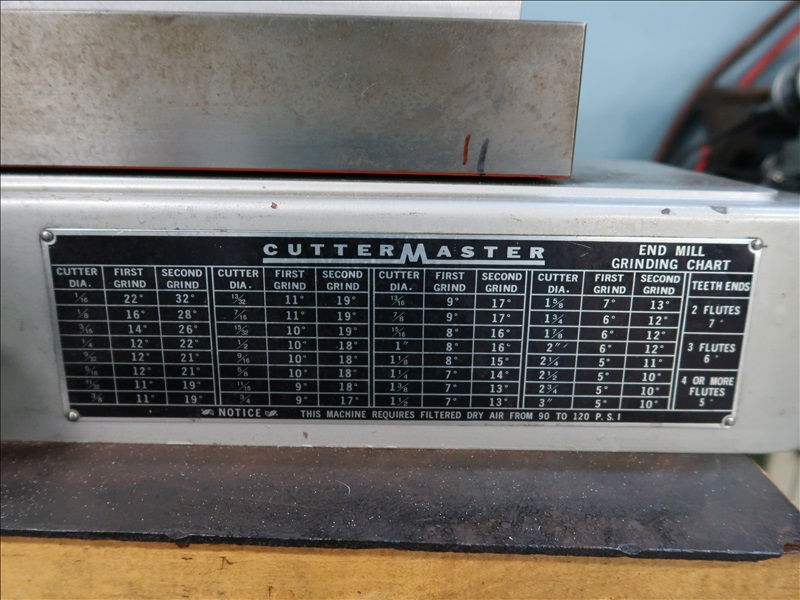 CUTTERMASTER
END MILL
GRINDING CHART
CUTTER DIA. FIRST GRIND SECOND GRIND CUTTER DIA. FIRST GRIND SECOND GRIND CUTTER DIA. FIRST GRIND SECOND GRIND CUTTER DIA. FIRST GRIND SECOND GRIND TEETH ENDS
1/16 22° 32° 13/32 11° 19° 13/16 9° 17° 1 5/8 7° 13°
1/8 16° 28° 7/16 11° 19° 7/8 9° 17° 1 3/4 6° 12° 2 FLUTES
3/16 14° 26° 15/32 10° 19° 15/16 8° 16° 1 7/8 6° 12° 7°
1/4 12° 22° 1/2 10° 18° 1" 8° 16° 2" 6° 12° 3 FLUTES
9/32 12° 21° 9/16 10° 18° 1 1/8 8° 15° 2 1/4 5° 11° 6°
5/16 12° 21° 5/8 10° 18° 1 1/4 7° 14° 2 1/2 5° 10° 4 OR MORE
11/32 11° 19° 11/16 9° 18° 1 3/8 7° 13° 2 3/4 5° 10° FLUTES
3/8 11° 19° 3/4 9° 17° 1 1/2 7° 13° 3" 5° 10° 5°
NOTICE THIS MACHINE REQUIRES FILTERED DRY AIR FROM 90 TO 120 P.S.I